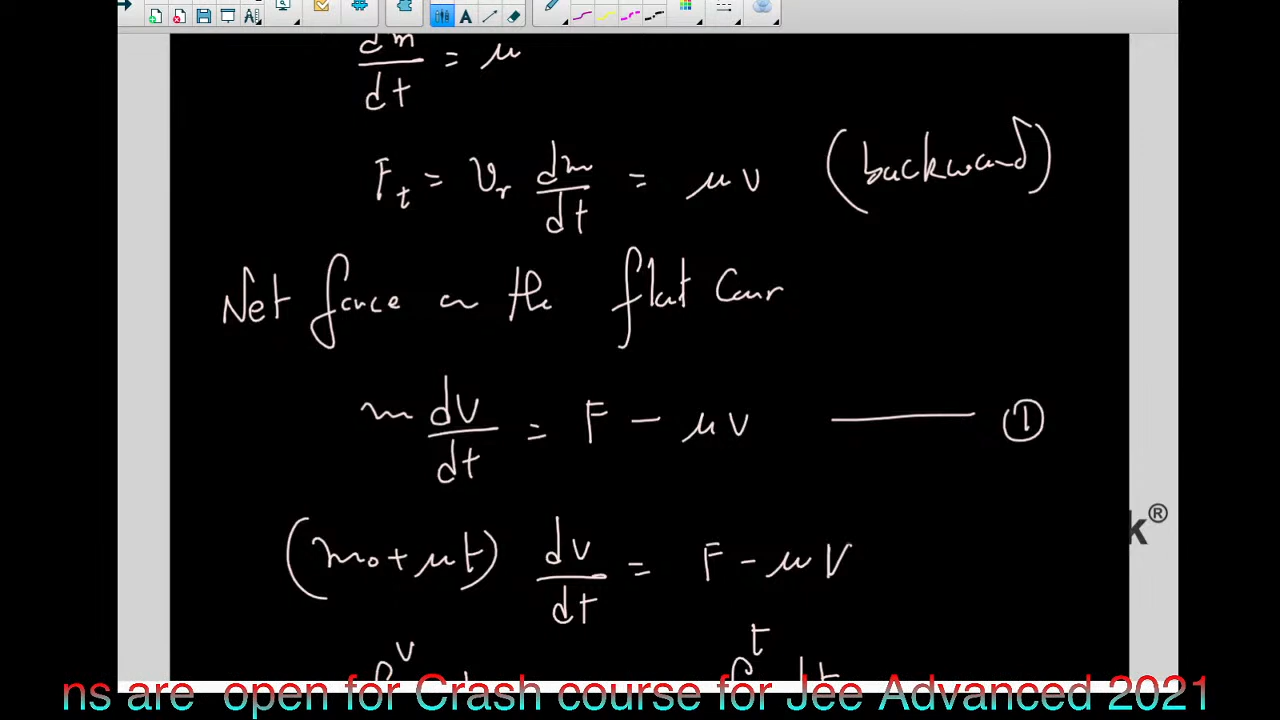 dm/dt = μ
F_t = v_r dm/dt = μv (backward)
Net force on the flat Car
m dv/dt = F - μv ——— ①
(m₀ + μt) dv/dt = F - μv
v t
dt
k®
ns are open for Crash course for Jee Advanced 2021